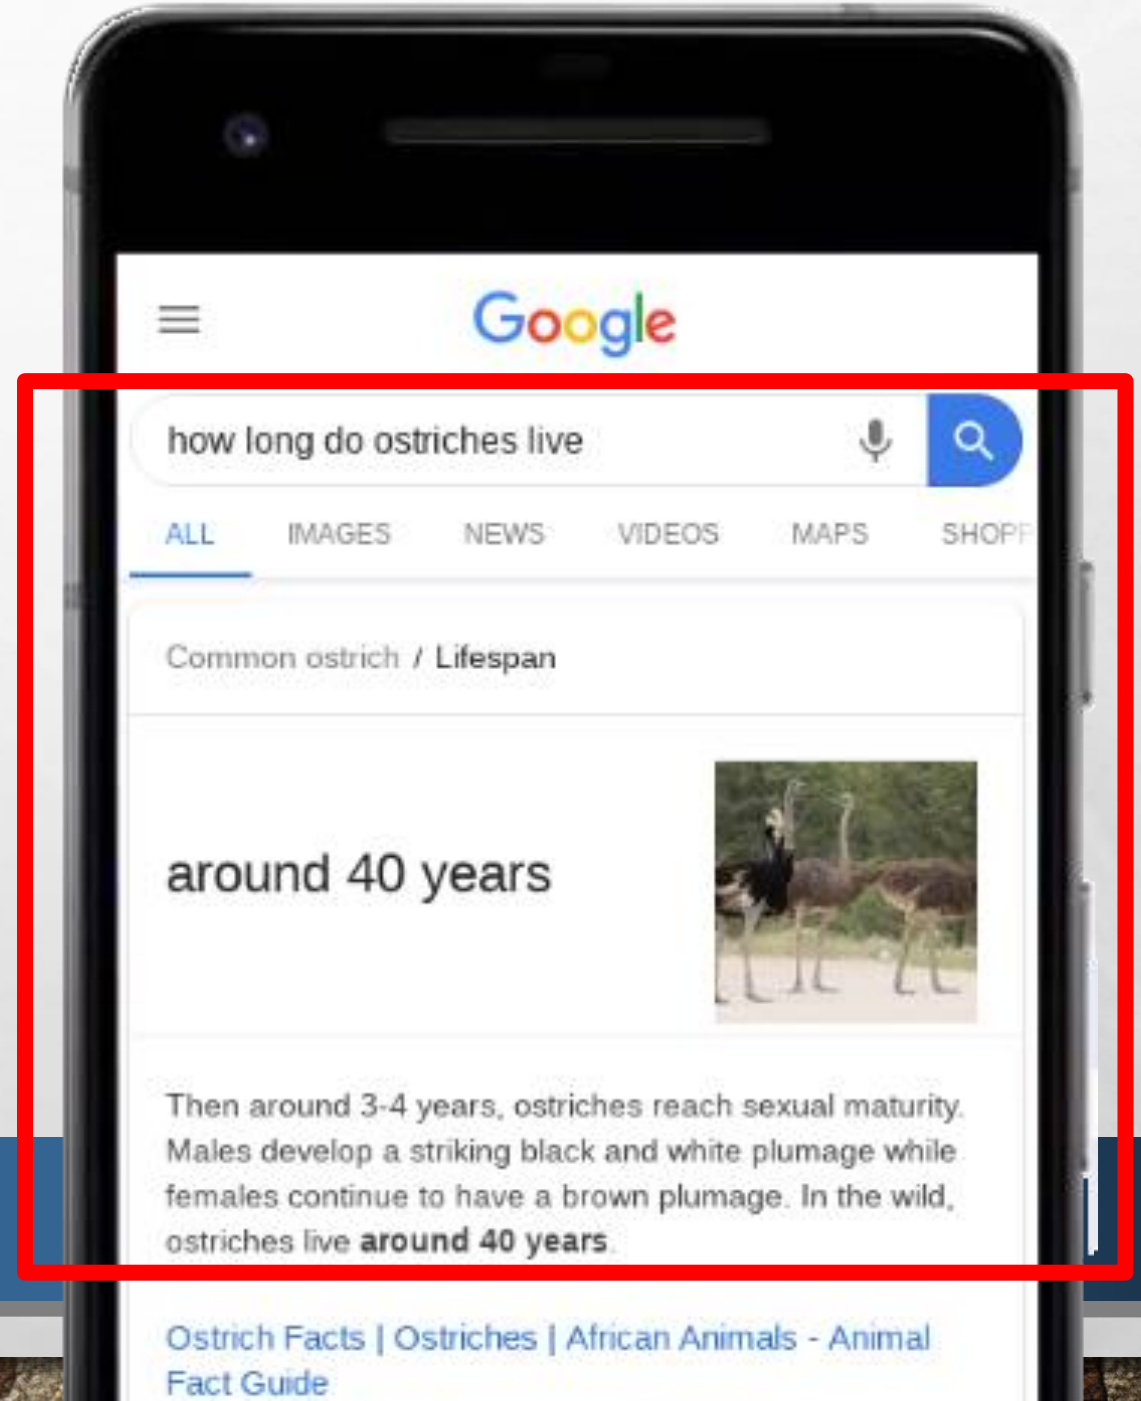 Google
how long do ostriches live
ALL IMAGES NEWS VIDEOS MAPS SHOPP
Common ostrich / Lifespan
around 40 years
Then around 3-4 years, ostriches reach sexual maturity.
Males develop a striking black and white plumage while
females continue to have a brown plumage. In the wild,
ostriches live around 40 years.
Ostrich Facts | Ostriches | African Animals - Animal
Fact Guide